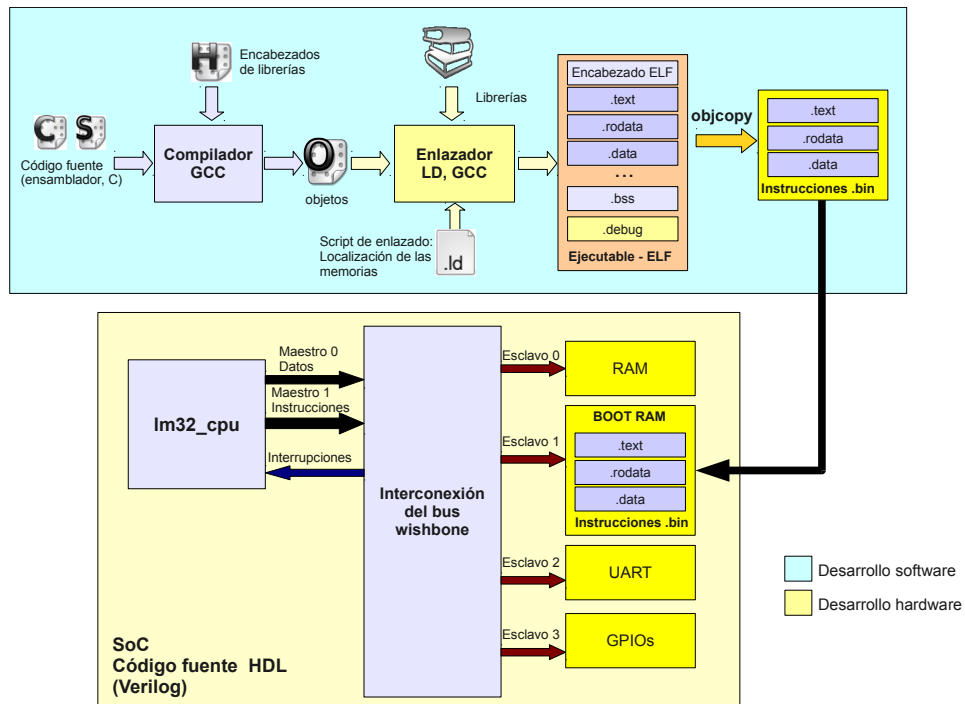 H
Encabezados
de librerías
C
S
Código fuente
(ensamblador, C)
Compilador
GCC
O
objetos
Librerías
Enlazador
LD, GCC
Script de enlazado:
Localización de las
memorias
.ld
Encabezado ELF
.text
.rodata
.data
...
.bss
.debug
Ejecutable - ELF
objcopy
.text
.rodata
.data
Instrucciones .bin
lm32_cpu
Maestro 0
Datos
Maestro 1
Instrucciones
Interrupciones
Interconexión
del bus
wishbone
Esclavo 0
RAM
Esclavo 1
BOOT RAM
.text
.rodata
.data
Instrucciones .bin
Esclavo 2
UART
Esclavo 3
GPIOs
SoC
Código fuente HDL
(Verilog)
Desarrollo software
Desarrollo hardware